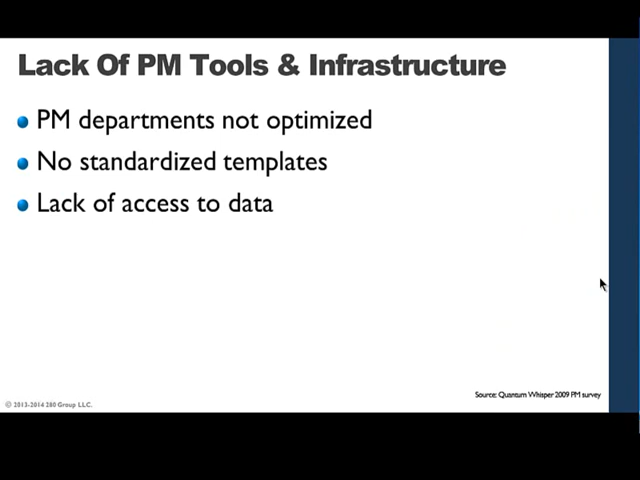 Lack Of PM Tools & Infrastructure
PM departments not optimized
No standardized templates
Lack of access to data
Source: Quantum Whisper 2009 PM survey
© 2013-2014 280 Group LLC.